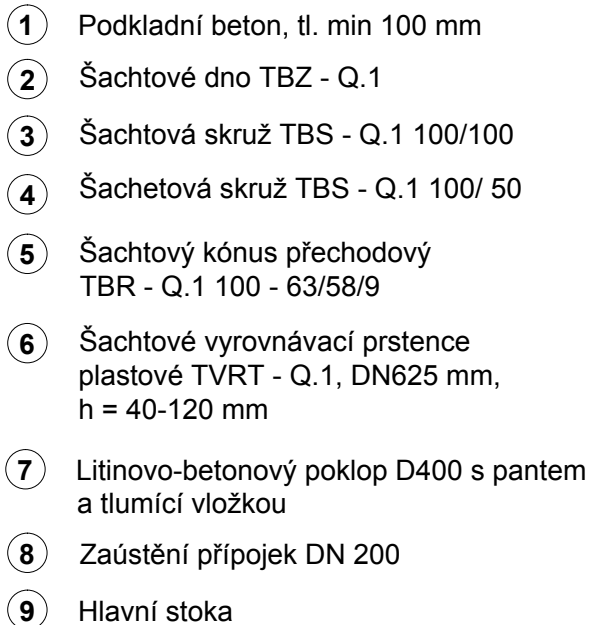 1 Podkladní beton, tl. min 100 mm
2 Šachtové dno TBZ - Q.1
3 Šachtová skruž TBS - Q.1 100/100
4 Šachetová skruž TBS - Q.1 100/ 50
5 Šachtový kónus přechodový
TBR - Q.1 100 - 63/58/9
6 Šachtové vyrovnávací prstence
plastové TVRT - Q.1, DN625 mm,
h = 40-120 mm
7 Litinovo-betonový poklop D400 s pantem
a tlumící vložkou
8 Zaústění přípojek DN 200
9 Hlavní stoka